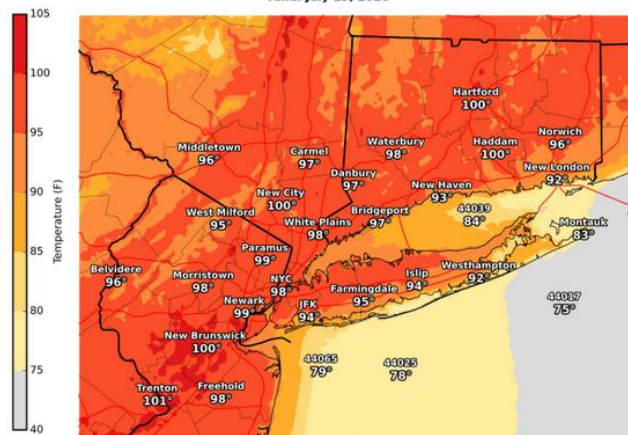 105
100
95
90
85
80
75
40
Temperature (F)
Hartford
100°
Middletown
96°
Carmel
97°
Waterbury
98°
Haddam
100°
Norwich
96°
Danbury
97°
New London
92°
New City
100°
New Haven
93°
West Milford
95°
White Plains
98°
Bridgeport
97°
44039
84°
Montauk
83°
Paramus
99°
Belvidere
96°
Morristown
98°
NYC
98°
Islip
94°
Westhampton
92°
Newark
99°
JFK
94°
Farmingdale
95°
44017
75°
New Brunswick
100°
44065
79°
44025
78°
Trenton
101°
Freehold
98°